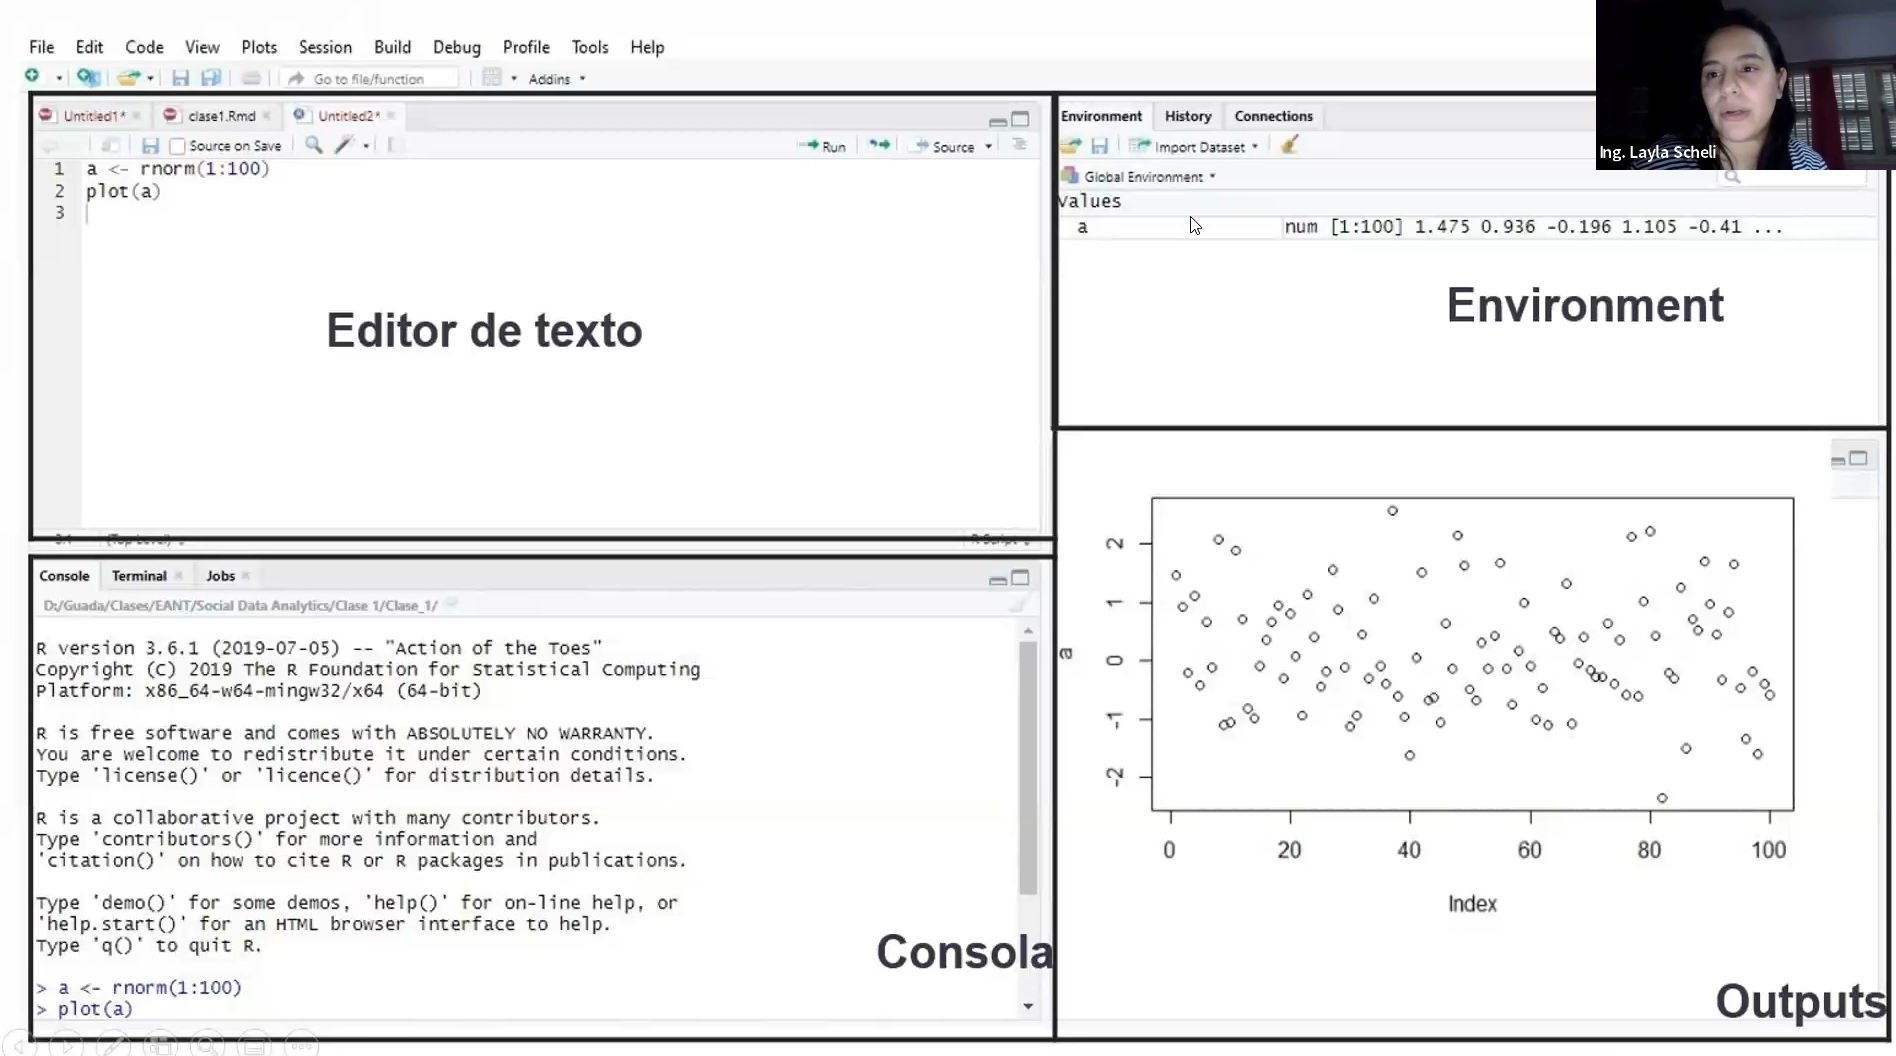 File Edit Code View Plots Session Build Debug Profile Tools Help
Go to file/function Addins
Untitled1* clase1.Rmd Untitled2*
Source on Save Run Source
1 a <- rnorm(1:100)
2 plot(a)
3
Editor de texto
Environment History Connections
Import Dataset
Global Environment
Values
a num [1:100] 1.475 0.936 -0.196 1.105 -0.41 ...
Environment
Ing. Layla Scheli
Console Terminal Jobs
D:/Guada/Clases/EANT/Social Data Analytics/Clase 1/Clase_1/
R version 3.6.1 (2019-07-05) -- "Action of the Toes"
Copyright (C) 2019 The R Foundation for Statistical Computing
Platform: x86_64-w64-mingw32/x64 (64-bit)
R is free software and comes with ABSOLUTELY NO WARRANTY.
You are welcome to redistribute it under certain conditions.
Type 'license()' or 'licence()' for distribution details.
R is a collaborative project with many contributors.
Type 'contributors()' for more information and
'citation()' on how to cite R or R packages in publications.
Type 'demo()' for some demos, 'help()' for on-line help, or
'help.start()' for an HTML browser interface to help.
Type 'q()' to quit R.
> a <- rnorm(1:100)
> plot(a)
Consola
2
1
0
-1
-2
a
0 20 40 60 80 100
Index
Outputs